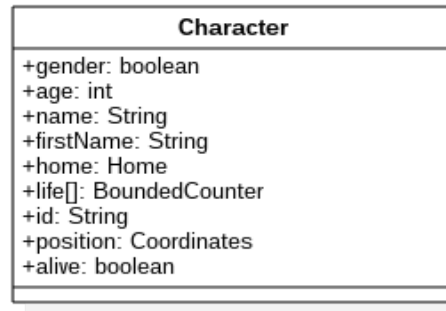 Character
+gender: boolean
+age: int
+name: String
+firstName: String
+home: Home
+life[]: BoundedCounter
+id: String
+position: Coordinates
+alive: boolean